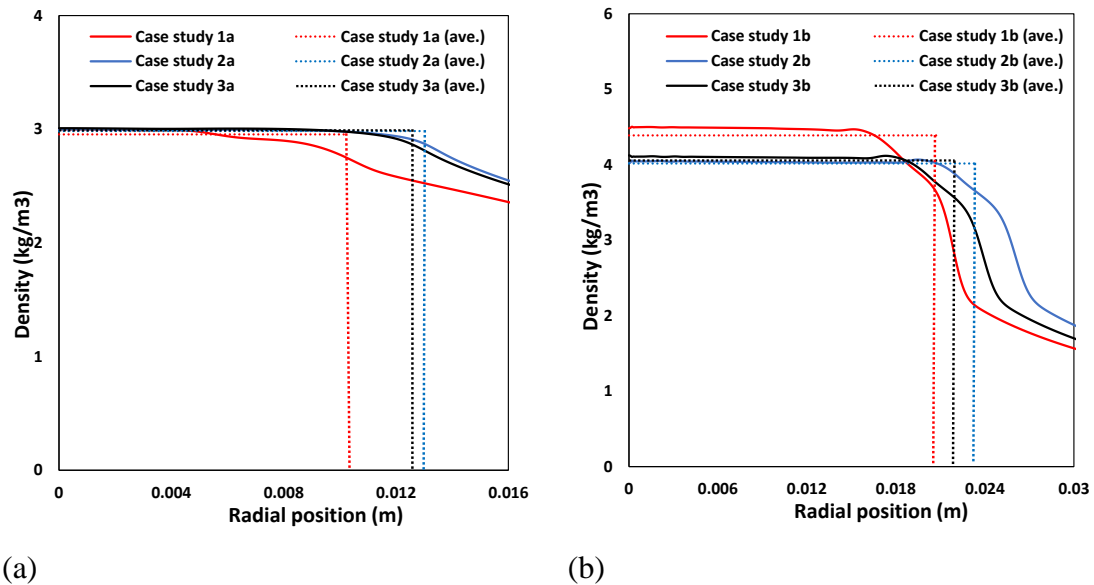 4
Case study 1a
Case study 1a (ave.)
Case study 2a
Case study 2a (ave.)
Case study 3a
Case study 3a (ave.)
3
2
1
0
Density (kg/m3)
0 0.004 0.008 0.012 0.016
Radial position (m)
(a)
6
Case study 1b
Case study 1b (ave.)
Case study 2b
Case study 2b (ave.)
Case study 3b
Case study 3b (ave.)
5
4
3
2
1
0
Density (kg/m3)
0 0.006 0.012 0.018 0.024 0.03
Radial position (m)
(b)